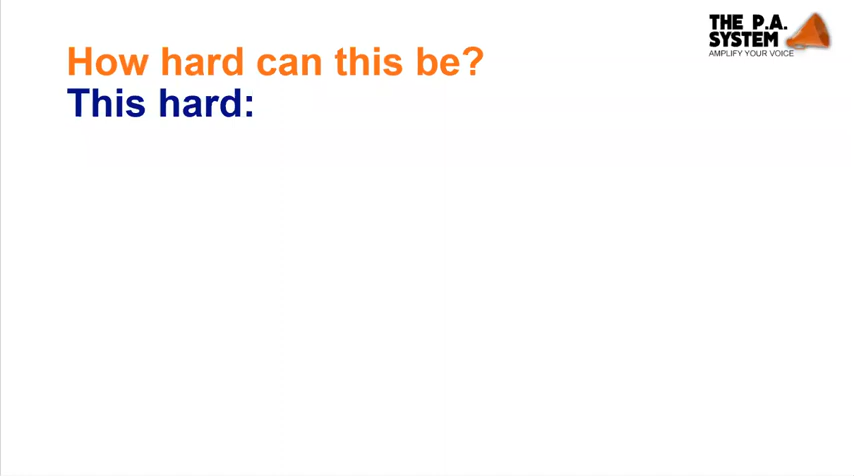 THE P.A.
SYSTEM
AMPLIFY YOUR VOICE
How hard can this be?
This hard: